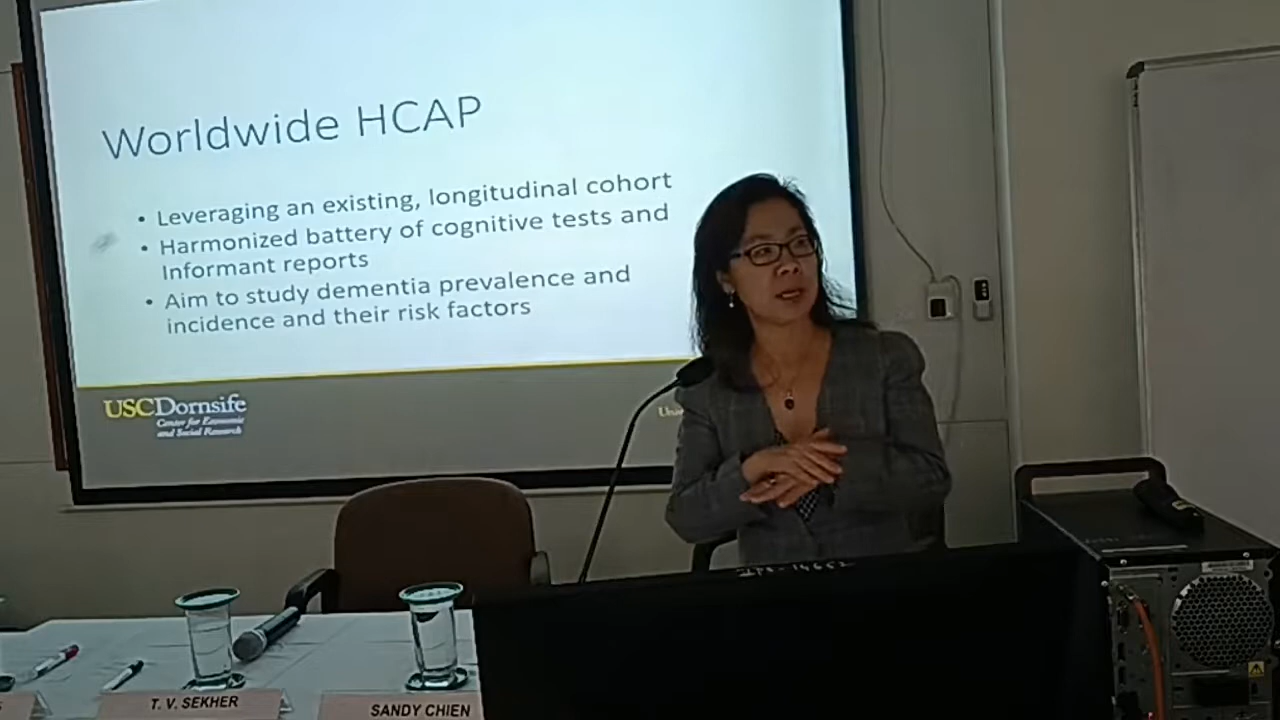 Worldwide HCAP
• Leveraging an existing, longitudinal cohort
• Harmonized battery of cognitive tests and
Informant reports
• Aim to study dementia prevalence and
incidence and their risk factors
USCDornsife
Center for Economic
and Social Research
T. V. SEKHER
SANDY CHIEN